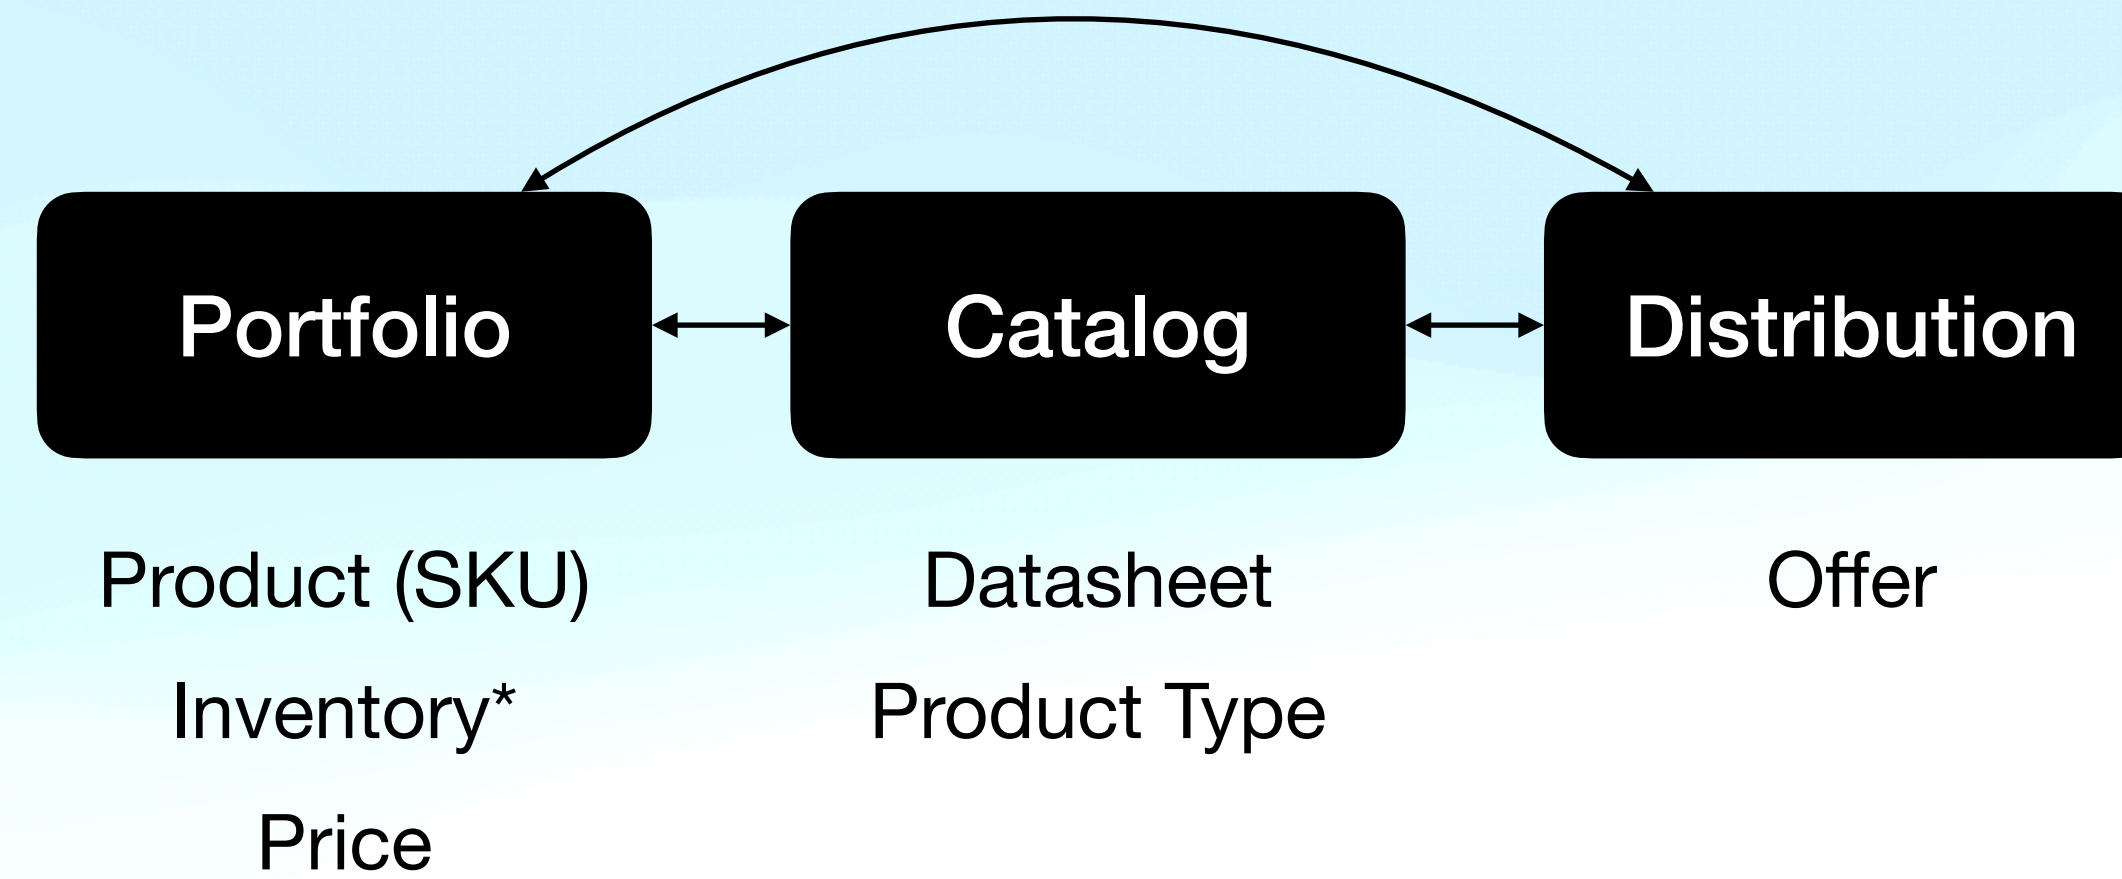 Portfolio
Catalog
Distribution
Product (SKU)
Datasheet
Offer
Inventory*
Product Type
Price